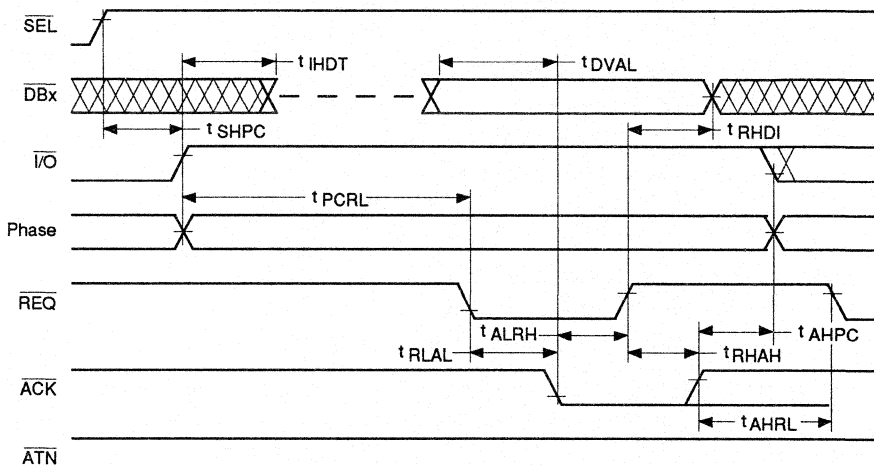 SEL
t IHDT
t DVAL
DBx
t SHPC
t RHDI
I/O
t PCRL
Phase
REQ
t ALRH
t AHPC
t RLAL
t RHAH
ACK
t AHRL
ATN